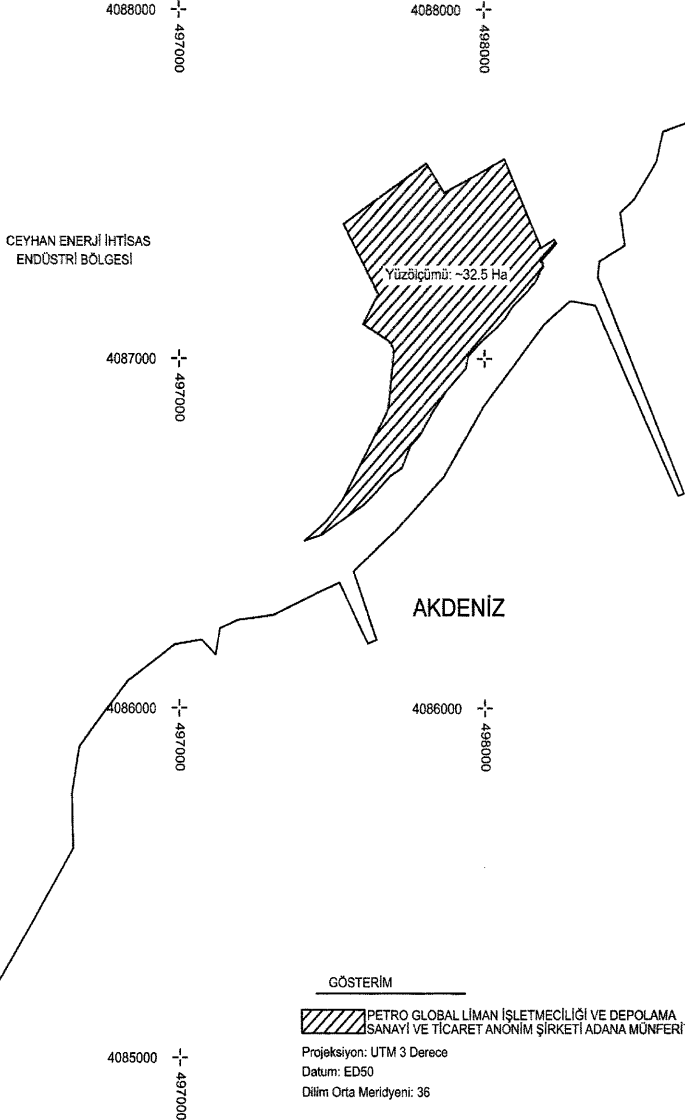 4088000
4088000
497000
498000
CEYHAN ENERJİ İHTİSAS
ENDÜSTRİ BÖLGESİ
Yüzölçümü: ~32.5 Ha
4087000
497000
AKDENİZ
4086000
4086000
497000
498000
GÖSTERİM
PETRO GLOBAL LİMAN İŞLETMECİLİĞİ VE DEPOLAMA
SANAYİ VE TİCARET ANONİM ŞİRKETİ ADANA MÜNFERİ
Projeksiyon: UTM 3 Derece
4085000
Datum: ED50
497000
Dilim Orta Meridyeni: 36